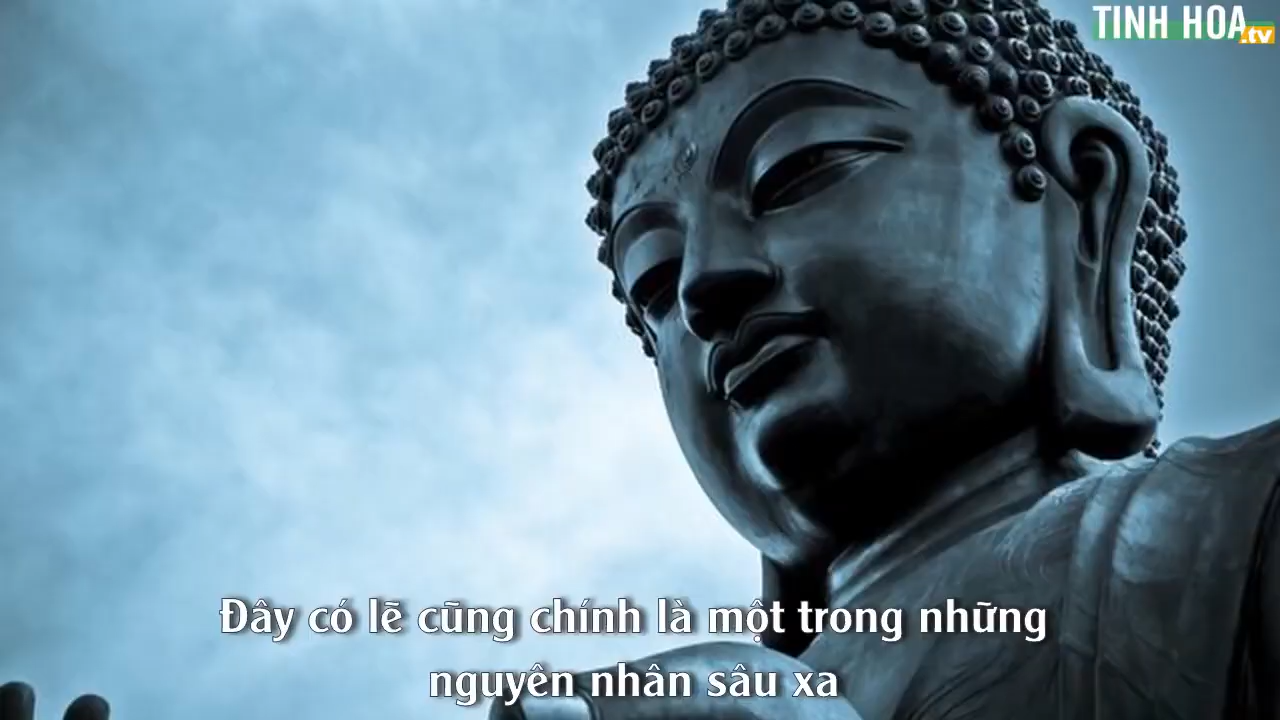 TINH HOA
.tv
Đây có lẽ cũng chính là một trong những
nguyên nhân sâu xa